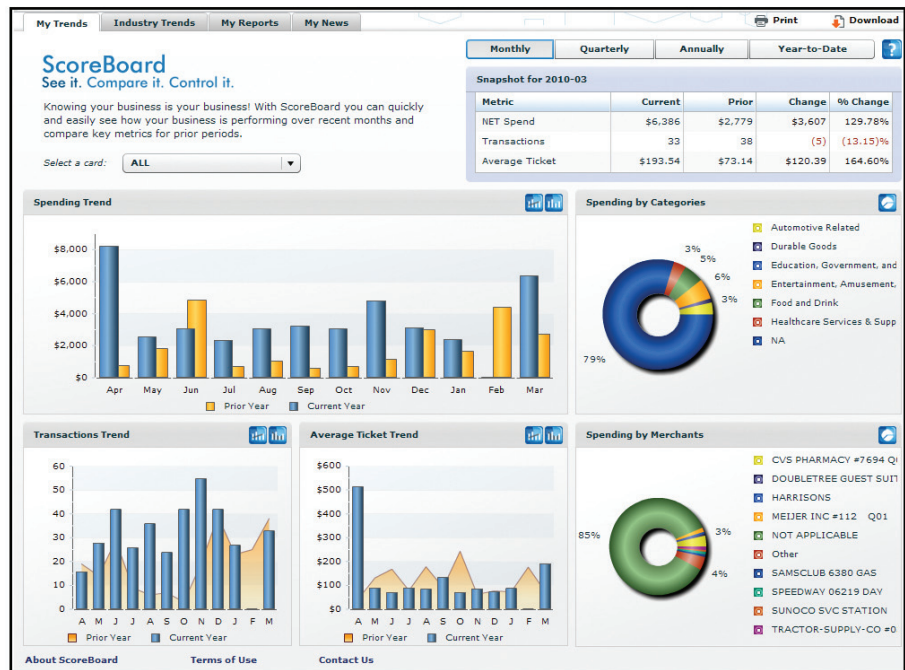 My Trends Industry Trends My Reports My News Print Download
ScoreBoard
See it. Compare it. Control it.
Knowing your business is your business! With ScoreBoard you can quickly
and easily see how your business is performing over recent months and
compare key metrics for prior periods.
Select a card: ALL
Monthly Quarterly Annually Year-to-Date ?
Snapshot for 2010-03
Metric Current Prior Change % Change
NET Spend $6,386 $2,779 $3,607 129.78%
Transactions 33 38 (5) (13.15)%
Average Ticket $193.54 $73.14 $120.39 164.60%
Spending Trend
$8,000
$6,000
$4,000
$2,000
$0
Apr May Jun Jul Aug Sep Oct Nov Dec Jan Feb Mar
Prior Year Current Year
Spending by Categories
3%
5%
6%
3%
79%
Automotive Related
Durable Goods
Education, Government, and
Entertainment, Amusement,
Food and Drink
Healthcare Services & Supp
NA
Transactions Trend
60
50
40
30
20
10
0
A M J J A S O N D J F M
Prior Year Current Year
Average Ticket Trend
$600
$500
$400
$300
$200
$100
$0
A M J J A S O N D J F M
Prior Year Current Year
Spending by Merchants
85%
3%
4%
CVS PHARMACY #7694 Q
DOUBLETREE GUEST SUIT
HARRISONS
MEIJER INC #112 Q01
NOT APPLICABLE
Other
SAMSCLUB 6380 GAS
SPEEDWAY 06219 DAY
SUNOCO SVC STATION
TRACTOR-SUPPLY-CO #0
About ScoreBoard Terms of Use Contact Us